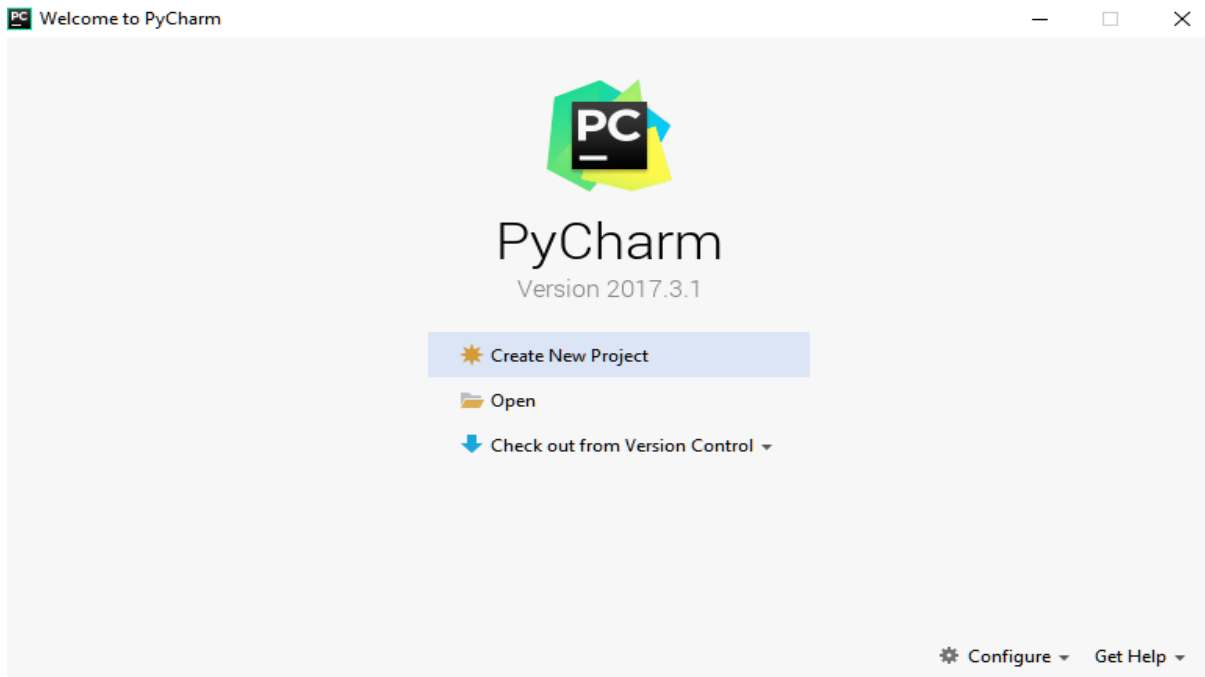 PC Welcome to PyCharm
PC
PyCharm
Version 2017.3.1
Create New Project
Open
Check out from Version Control
Configure Get Help